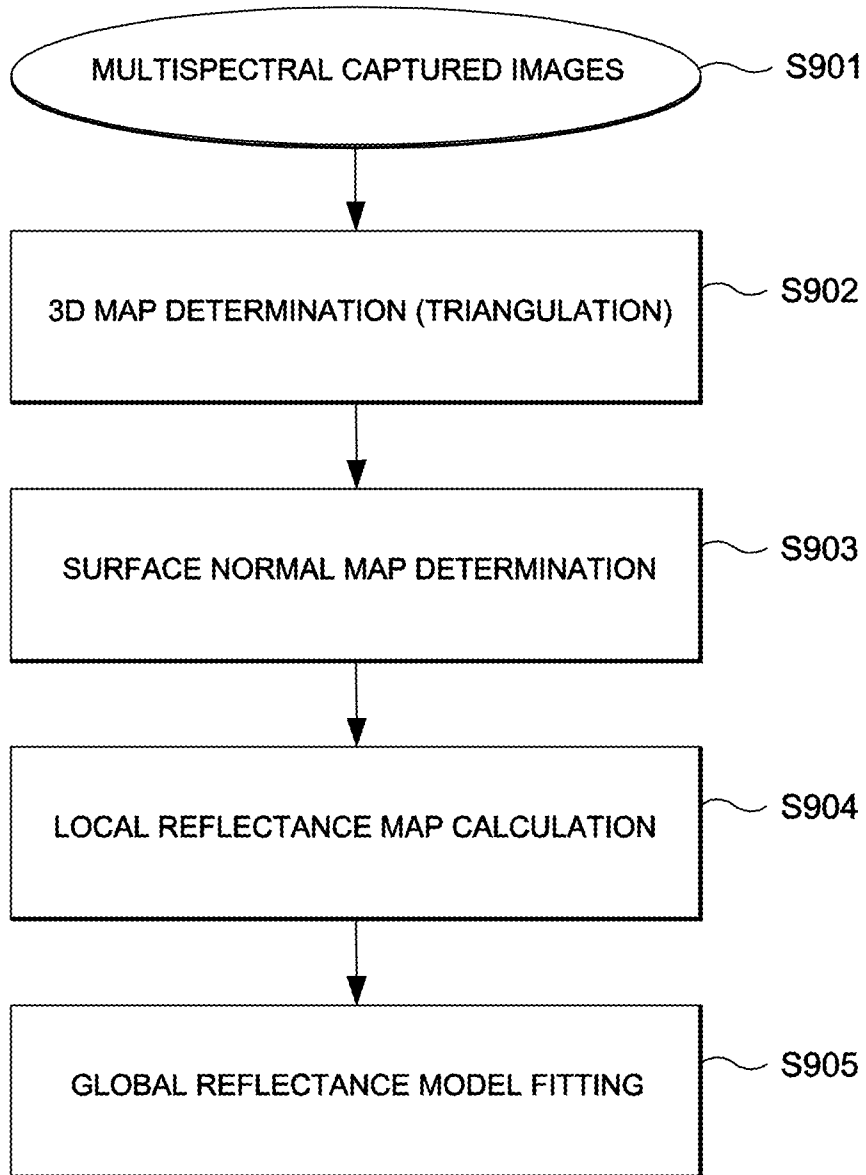 MULTISPECTRAL CAPTURED IMAGES
S901
3D MAP DETERMINATION (TRIANGULATION)
S902
SURFACE NORMAL MAP DETERMINATION
S903
LOCAL REFLECTANCE MAP CALCULATION
S904
GLOBAL REFLECTANCE MODEL FITTING
S905